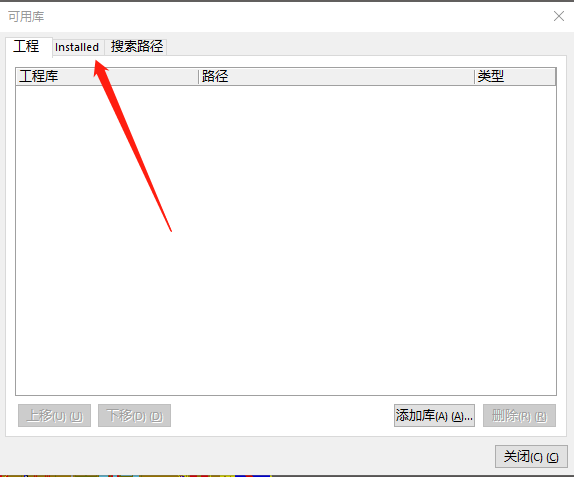 可用库
工程 Installed 搜索路径
工程库 路径 类型
上移(U) (U) 下移(D) (D) 添加库(A) (A)... 删除(R) (R)
关闭(C) (C)